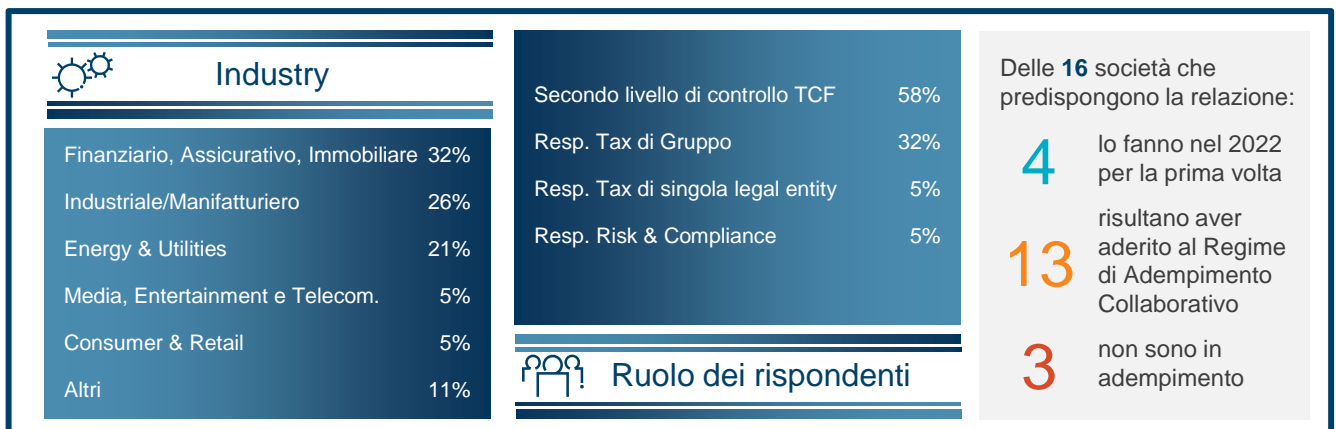 Industry
Finanziario, Assicurativo, Immobiliare 32%
Industriale/Manifatturiero 26%
Energy & Utilities 21%
Media, Entertainment e Telecom. 5%
Consumer & Retail 5%
Altri 11%
Secondo livello di controllo TCF 58%
Resp. Tax di Gruppo 32%
Resp. Tax di singola legal entity 5%
Resp. Risk & Compliance 5%
Ruolo dei rispondenti
Delle 16 società che
predispongono la relazione:
4 lo fanno nel 2022
per la prima volta
13 risultano aver
aderito al Regime
di Adempimento
Collaborativo
3 non sono in
adempimento